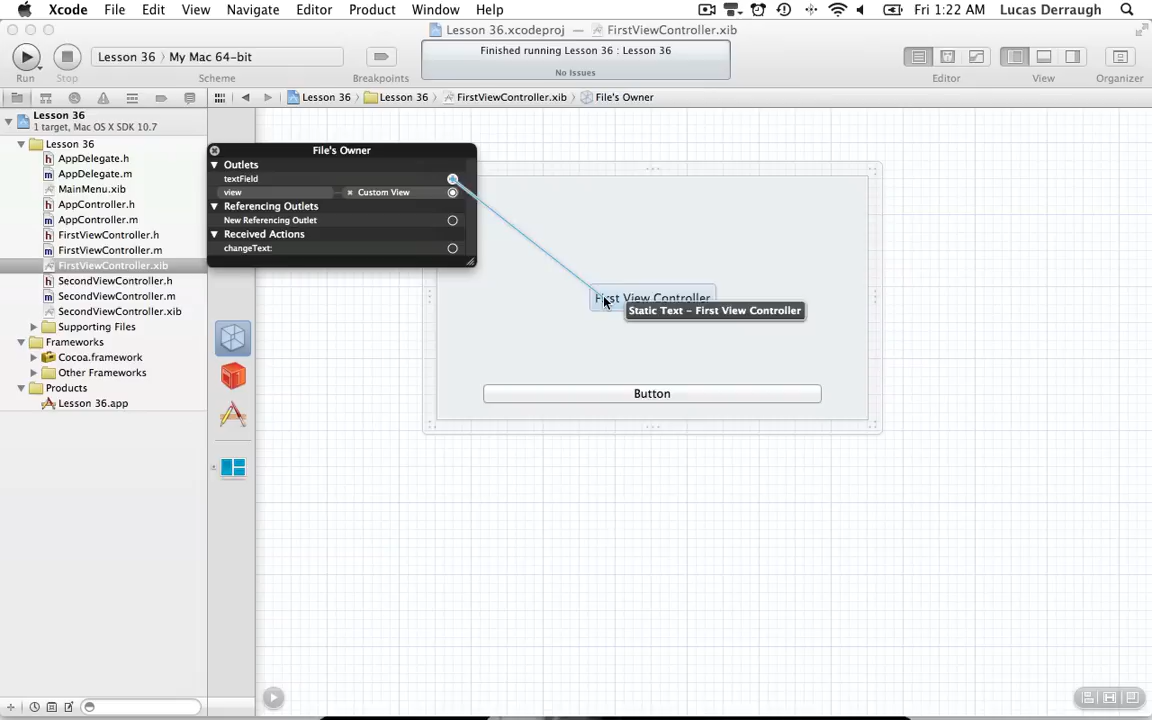 Xcode File Edit View Navigate Editor Product Window Help Fri 1:22 AM Lucas Derraugh
Lesson 36.xcodeproj — FirstViewController.xib
Lesson 36 〉 My Mac 64-bit
Finished running Lesson 36 : Lesson 36
No Issues
Run Stop Scheme Breakpoints Editor View Organizer
Lesson 36 Lesson 36 FirstViewController.xib File's Owner
Lesson 36
1 target, Mac OS X SDK 10.7
Lesson 36
AppDelegate.h
AppDelegate.m
MainMenu.xib
AppController.h
AppController.m
FirstViewController.h
FirstViewController.m
FirstViewController.xib
SecondViewController.h
SecondViewController.m
SecondViewController.xib
Supporting Files
Frameworks
Cocoa.framework
Other Frameworks
Products
Lesson 36.app
File's Owner
Outlets
textField
view Custom View
Referencing Outlets
New Referencing Outlet
Received Actions
changeText:
First View Controller
Static Text – First View Controller
Button